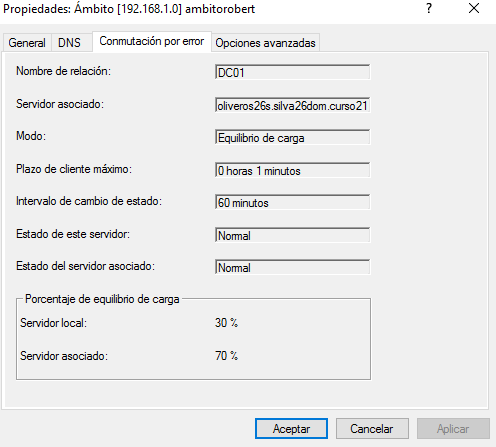 Propiedades: Ámbito [192.168.1.0] ambitorobert
?
General DNS Conmutación por error Opciones avanzadas
Nombre de relación: DC01
Servidor asociado: oliveros26s.silva26dom.curso21
Modo: Equilibrio de carga
Plazo de cliente máximo: 0 horas 1 minutos
Intervalo de cambio de estado: 60 minutos
Estado de este servidor: Normal
Estado del servidor asociado: Normal
Porcentaje de equilibrio de carga
Servidor local: 30 %
Servidor asociado: 70 %
Aceptar Cancelar Aplicar